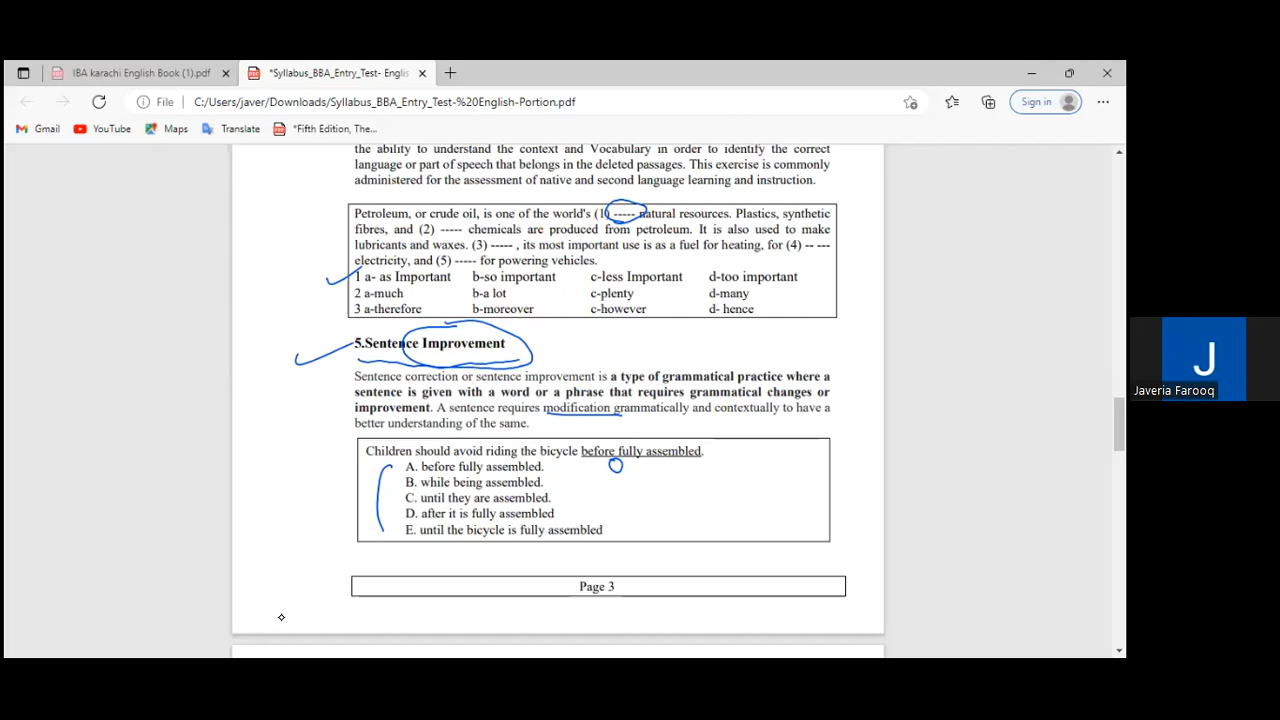 IBA karachi English Book (1).pdf
*Syllabus_BBA_Entry_Test- Englis
File C:/Users/javer/Downloads/Syllabus_BBA_Entry_Test-%20English-Portion.pdf
Sign in
Gmail YouTube Maps Translate *Fifth Edition, The...
the ability to understand the context and Vocabulary in order to identify the correct
language or part of speech that belongs in the deleted passages. This exercise is commonly
administered for the assessment of native and second language learning and instruction.
Petroleum, or crude oil, is one of the world's (1) ----- natural resources. Plastics, synthetic
fibres, and (2) ----- chemicals are produced from petroleum. It is also used to make
lubricants and waxes. (3) ----- , its most important use is as a fuel for heating, for (4) -- ---
electricity, and (5) ----- for powering vehicles.
1 a- as Important b-so important c-less Important d-too important
2 a-much b-a lot c-plenty d-many
3 a-therefore b-moreover c-however d- hence
5.Sentence Improvement
Sentence correction or sentence improvement is a type of grammatical practice where a
sentence is given with a word or a phrase that requires grammatical changes or
improvement. A sentence requires modification grammatically and contextually to have a
better understanding of the same.
Children should avoid riding the bicycle before fully assembled.
A. before fully assembled.
B. while being assembled.
C. until they are assembled.
D. after it is fully assembled
E. until the bicycle is fully assembled
Page 3
J
Javeria Farooq